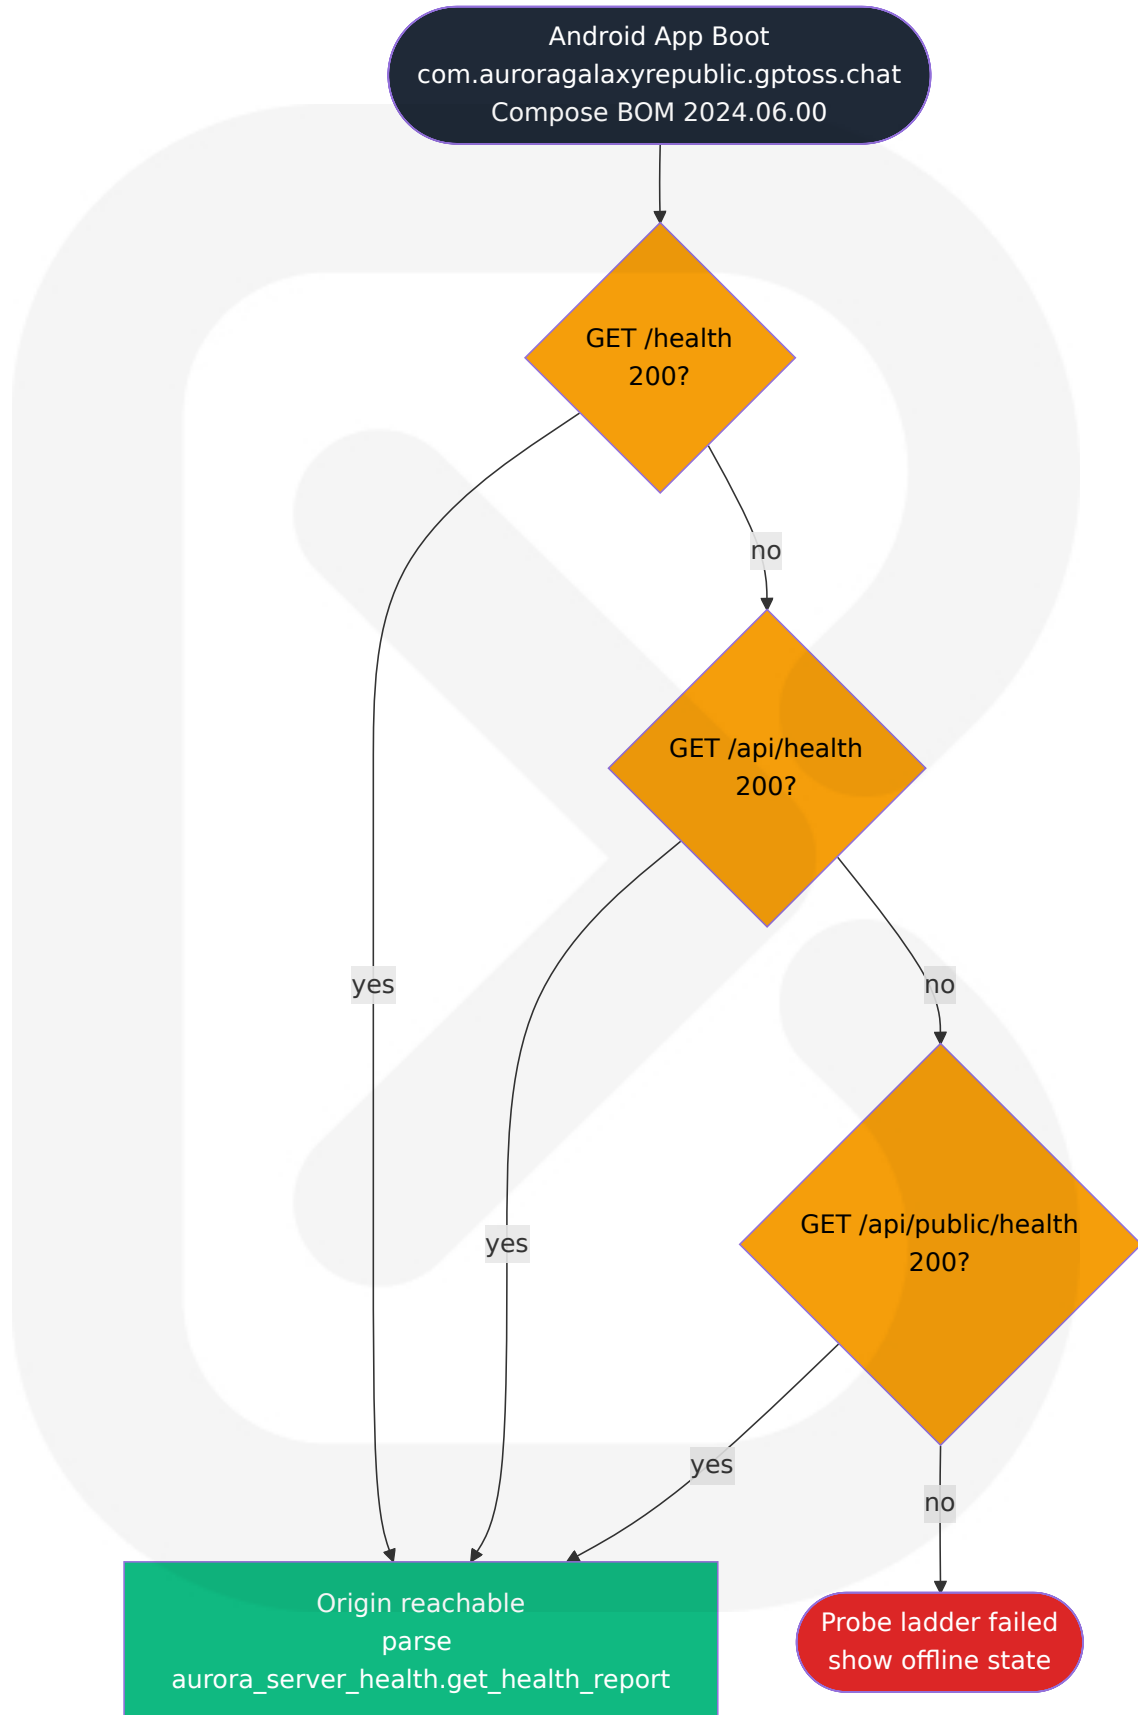 Android App Boot
com.auroragalaxyrepublic.gptoss.chat
Compose BOM 2024.06.00
GET /health
200?
no
GET /api/health
200?
yes
no
GET /api/public/health
200?
yes
yes
no
Origin reachable
parse
aurora_server_health.get_health_report
Probe ladder failed
show offline state